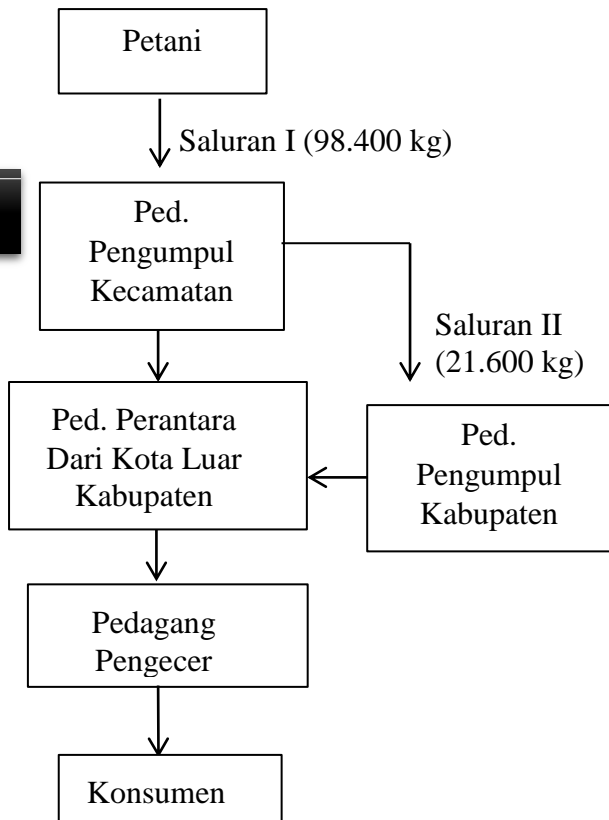 Petani
Saluran I (98.400 kg)
Ped.
Pengumpul
Kecamatan
Saluran II
(21.600 kg)
Ped. Perantara
Dari Kota Luar
Kabupaten
Ped.
Pengumpul
Kabupaten
Pedagang
Pengecer
Konsumen